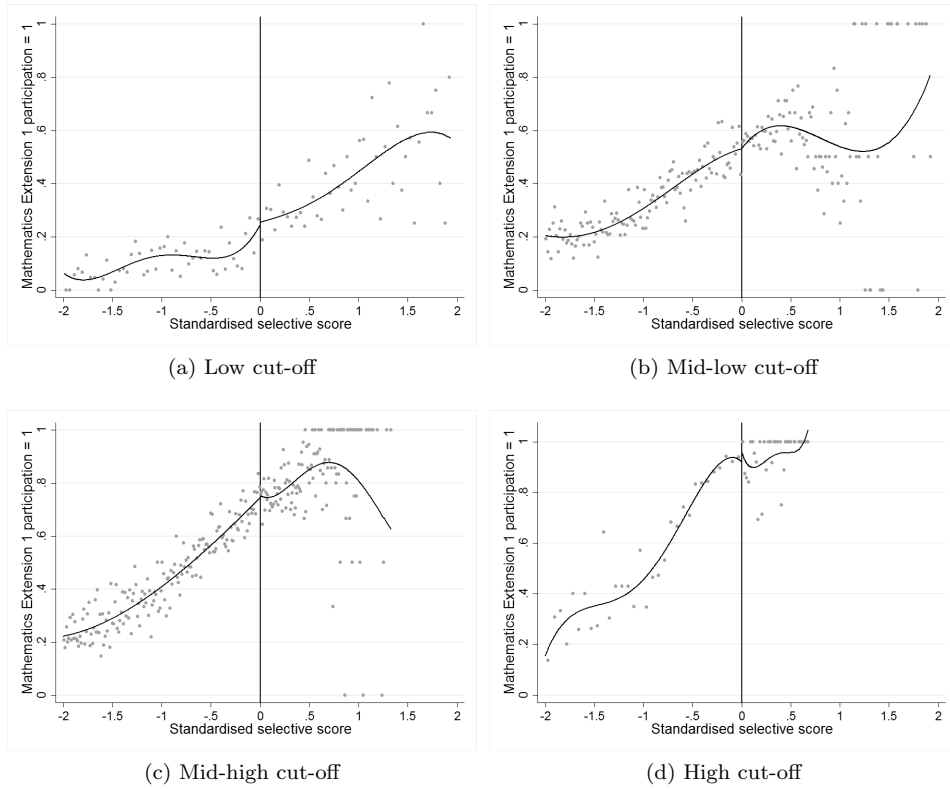 Mathematics Extension 1 participation = 1
1
.8
.6
.4
.2
0
-2 -1.5 -1 -.5 0 .5 1 1.5 2
Standardised selective score
(a) Low cut-off
Mathematics Extension 1 participation = 1
1
.8
.6
.4
.2
0
-2 -1.5 -1 -.5 0 .5 1 1.5 2
Standardised selective score
(b) Mid-low cut-off
Mathematics Extension 1 participation = 1
1
.8
.6
.4
.2
0
-2 -1.5 -1 -.5 0 .5 1 1.5 2
Standardised selective score
(c) Mid-high cut-off
Mathematics Extension 1 participation = 1
1
.8
.6
.4
.2
0
-2 -1.5 -1 -.5 0 .5 1 1.5 2
Standardised selective score
(d) High cut-off